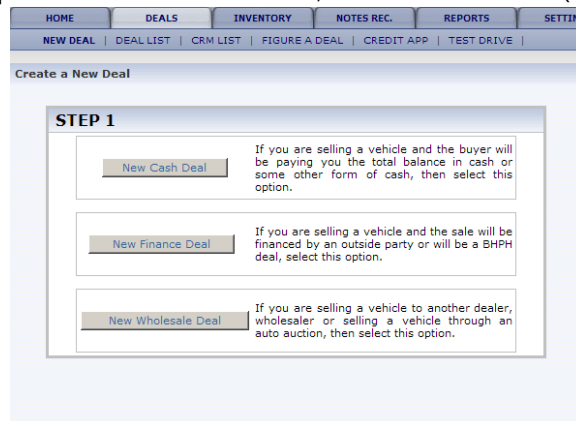 HOME DEALS INVENTORY NOTES REC. REPORTS
NEW DEAL | DEAL LIST | CRM LIST | FIGURE A DEAL | CREDIT APP | TEST DRIVE |
Create a New Deal
STEP 1
New Cash Deal
If you are selling a vehicle and the buyer will
be paying you the total balance in cash or
some other form of cash, then select this
option.
New Finance Deal
If you are selling a vehicle and the sale will be
financed by an outside party or will be a BHPH
deal, select this option.
New Wholesale Deal
If you are selling a vehicle to another dealer,
wholesaler or selling a vehicle through an
auto auction, then select this option.